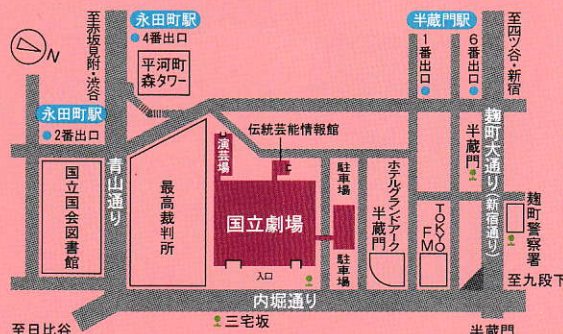 至赤坂見附・渋谷
永田町駅
4番出口
平河町
森タワー
N
永田町駅
2番出口
半蔵門駅
1番出口
6番出口
至四ツ谷・新宿
半蔵門
麹町大通り(新宿通り)
麹町警察署
至九段下
伝統芸能情報館
演芸場
国立劇場
入口
駐車場
駐車場
ホテルグランドアーク
半蔵門
TOKYO
FM
青山通り
国立国会図書館
最高裁判所
内堀通り
三宅坂
至日比谷
半蔵門